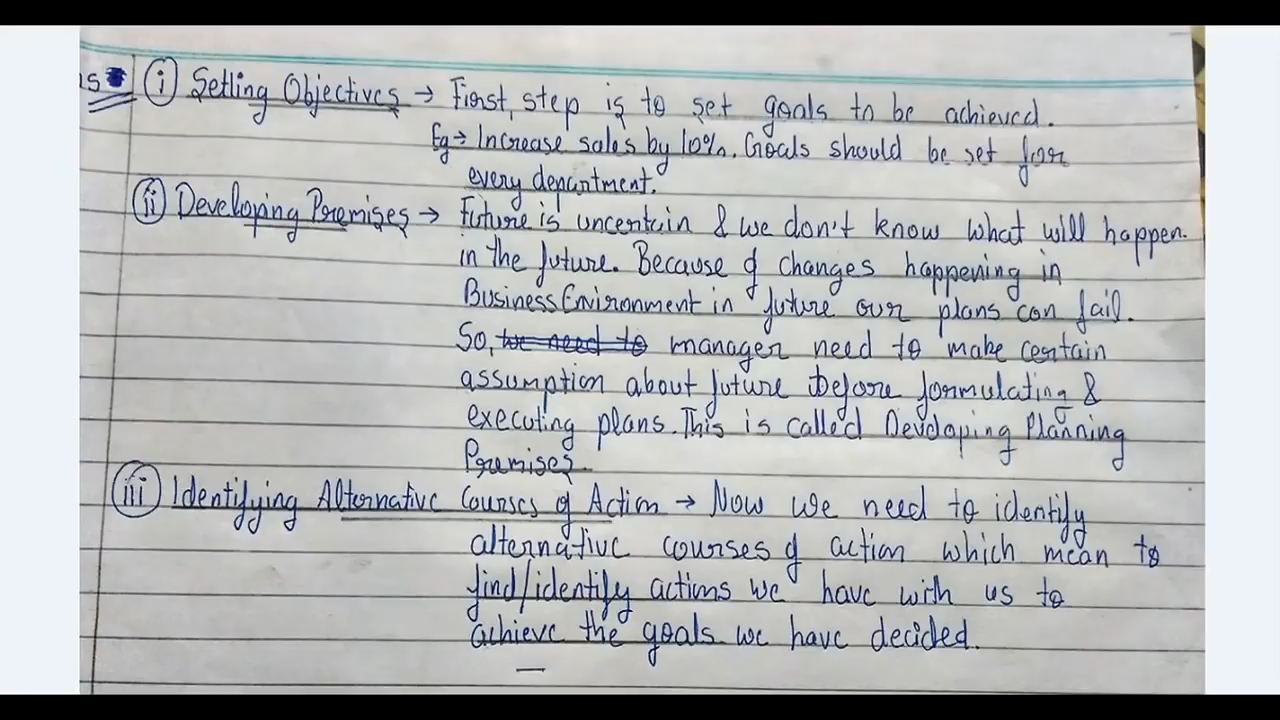 15 (i) Setling Objectives → First, step is to set goals to be achieved.
Eg → Increase sales by 10%. Goals should be set for
every department.
(ii) Developing Premises → Future is uncertain & we don't know what will happen.
in the future. Because of changes happening in
Business Environment in future our plans can fail.
So, we need to manager need to make certain
assumption about future before formulating &
executing plans. This is called Developing Planning
Premises.
(iii) Identifying Alternative Courses of Action → Now we need to identify
alternative courses of action which mean to
find/identify actions we have with us to
achieve the goals we have decided.